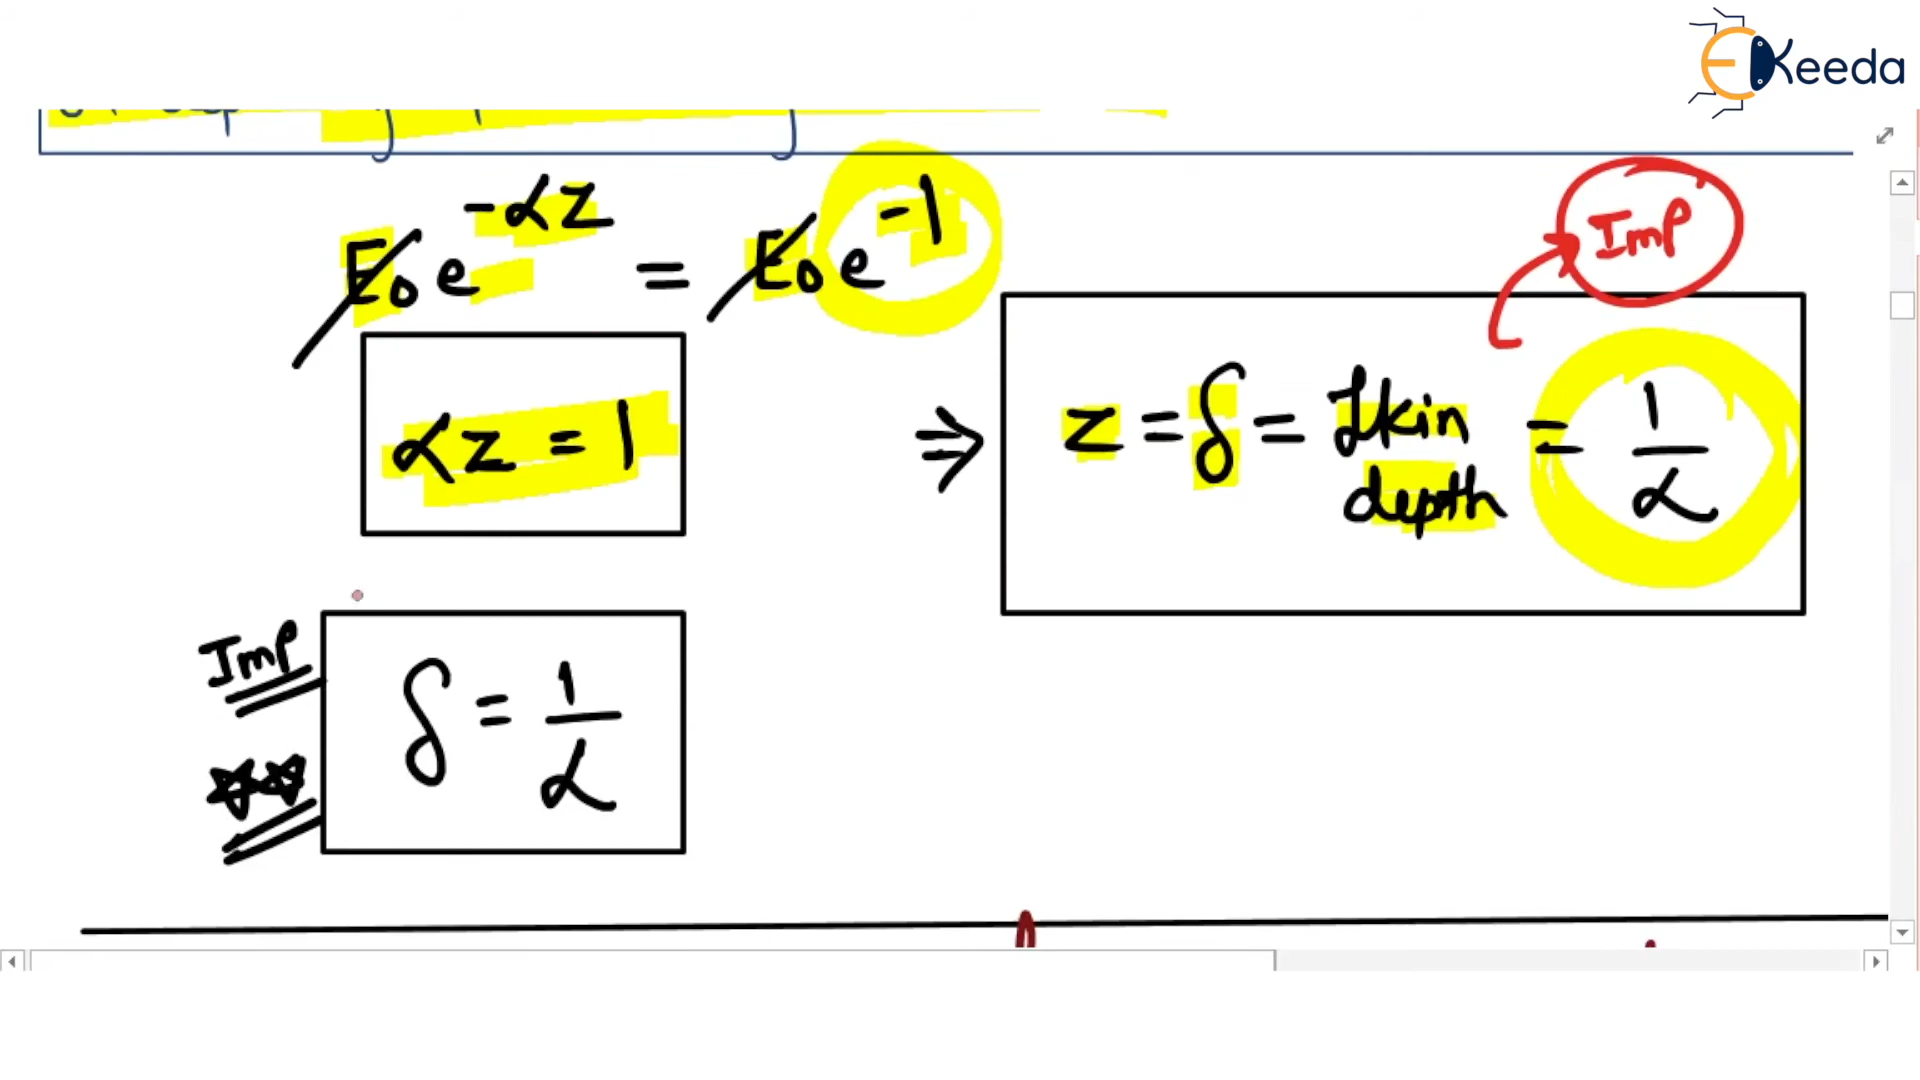 EKeeda
E₀e^{-αz} = E₀e^{-1}
Imp
αz = 1
⇒ z = δ = skin depth = 1/α
Imp
δ = 1/α